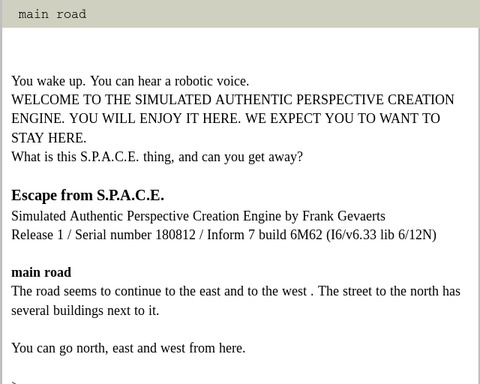 main road
You wake up. You can hear a robotic voice.
WELCOME TO THE SIMULATED AUTHENTIC PERSPECTIVE CREATION
ENGINE. YOU WILL ENJOY IT HERE. WE EXPECT YOU TO WANT TO
STAY HERE.
What is this S.P.A.C.E. thing, and can you get away?
Escape from S.P.A.C.E.
Simulated Authentic Perspective Creation Engine by Frank Gevaerts
Release 1 / Serial number 180812 / Inform 7 build 6M62 (I6/v6.33 lib 6/12N)
main road
The road seems to continue to the east and to the west . The street to the north has
several buildings next to it.
You can go north, east and west from here.
>